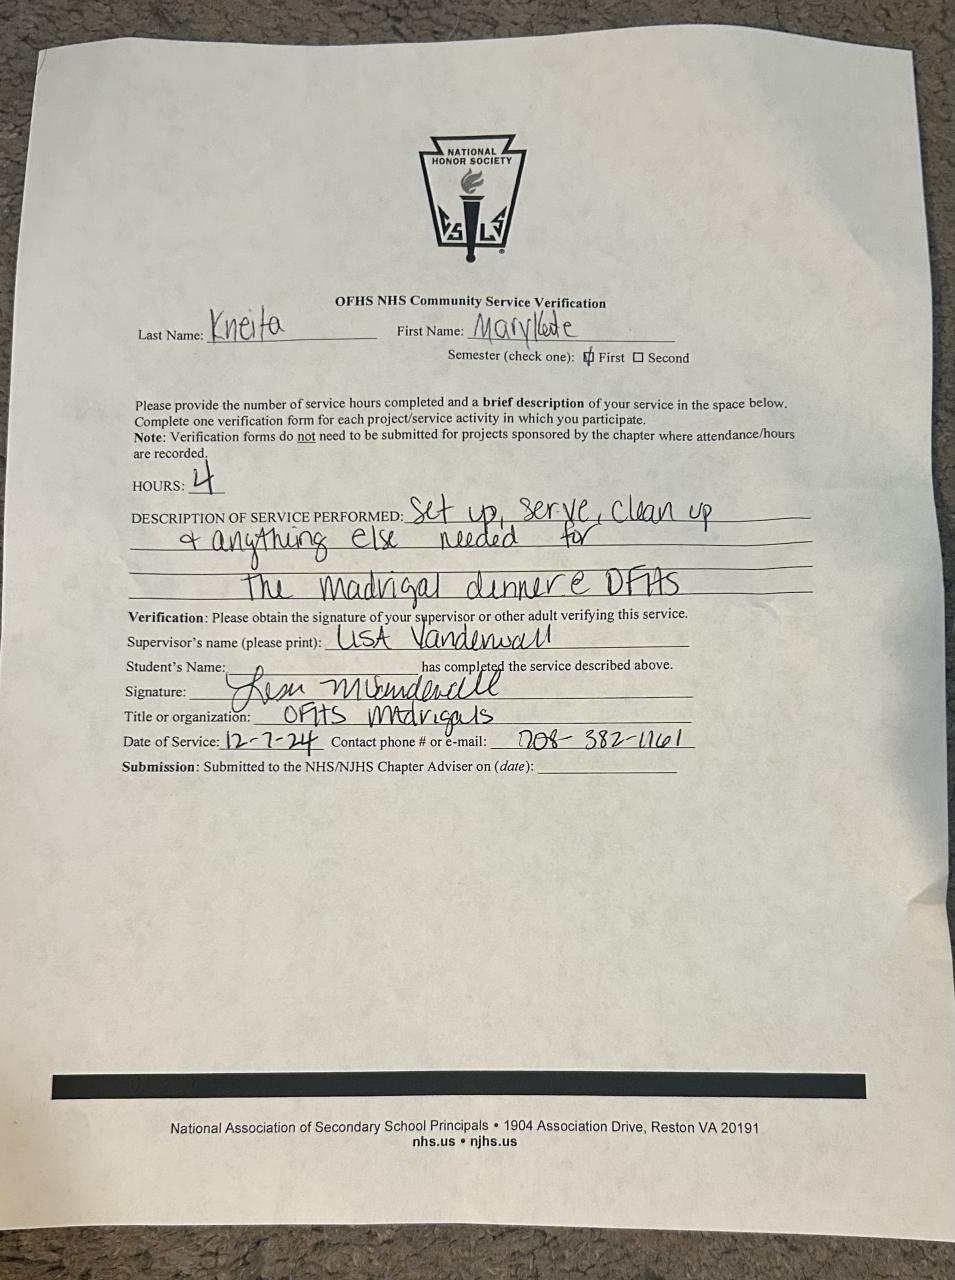 NATIONAL
HONOR SOCIETY
C S L S
OFHS NHS Community Service Verification
Last Name: Kneita First Name: MaryKate
Semester (check one): ☑ First ☐ Second
Please provide the number of service hours completed and a brief description of your service in the space below.
Complete one verification form for each project/service activity in which you participate.
Note: Verification forms do not need to be submitted for projects sponsored by the chapter where attendance/hours
are recorded.
HOURS: 4
DESCRIPTION OF SERVICE PERFORMED: Set up, serve, clean up
& anything else needed for
The madrigal dinner @ OFHS
Verification: Please obtain the signature of your supervisor or other adult verifying this service.
Supervisor's name (please print): LISA Vanderwall
Student's Name: has completed the service described above.
Signature:
Title or organization: OFHS Madrigals
Date of Service: 12-7-24 Contact phone # or e-mail: 708-382-1161
Submission: Submitted to the NHS/NJHS Chapter Adviser on (date):
National Association of Secondary School Principals • 1904 Association Drive, Reston VA 20191
nhs.us • njhs.us